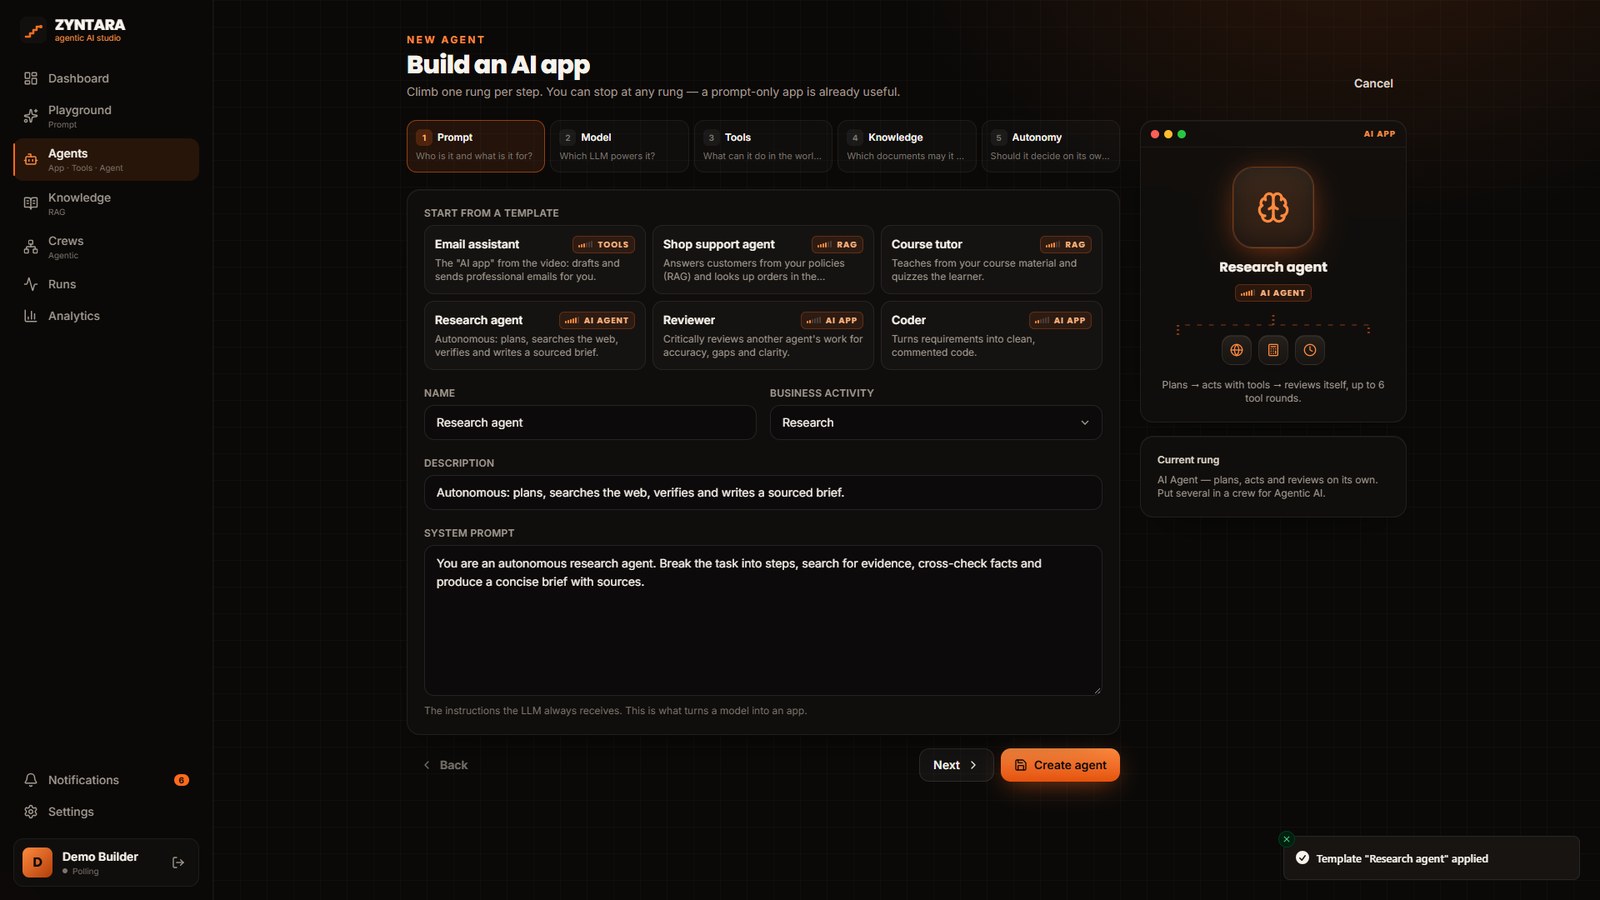 ZYNTARA
agentic AI studio
Dashboard
Playground
Prompt
Agents
App · Tools · Agent
Knowledge
RAG
Crews
Agentic
Runs
Analytics
Notifications
6
Settings
D
Demo Builder
Polling
NEW AGENT
Build an AI app
Climb one rung per step. You can stop at any rung — a prompt-only app is already useful.
Cancel
1 Prompt
Who is it and what is it for?
2 Model
Which LLM powers it?
3 Tools
What can it do in the worl...
4 Knowledge
Which documents may it ...
5 Autonomy
Should it decide on its ow...
START FROM A TEMPLATE
Email assistant
TOOLS
The "AI app" from the video: drafts and
sends professional emails for you.
Shop support agent
RAG
Answers customers from your policies
(RAG) and looks up orders in the...
Course tutor
RAG
Teaches from your course material and
quizzes the learner.
Research agent
AI AGENT
Autonomous: plans, searches the web,
verifies and writes a sourced brief.
Reviewer
AI APP
Critically reviews another agent's work for
accuracy, gaps and clarity.
Coder
AI APP
Turns requirements into clean,
commented code.
NAME
Research agent
BUSINESS ACTIVITY
Research
DESCRIPTION
Autonomous: plans, searches the web, verifies and writes a sourced brief.
SYSTEM PROMPT
You are an autonomous research agent. Break the task into steps, search for evidence, cross-check facts and
produce a concise brief with sources.
The instructions the LLM always receives. This is what turns a model into an app.
Back
Next
Create agent
AI APP
Research agent
AI AGENT
Plans → acts with tools → reviews itself, up to 6
tool rounds.
Current rung
AI Agent — plans, acts and reviews on its own.
Put several in a crew for Agentic AI.
Template "Research agent" applied